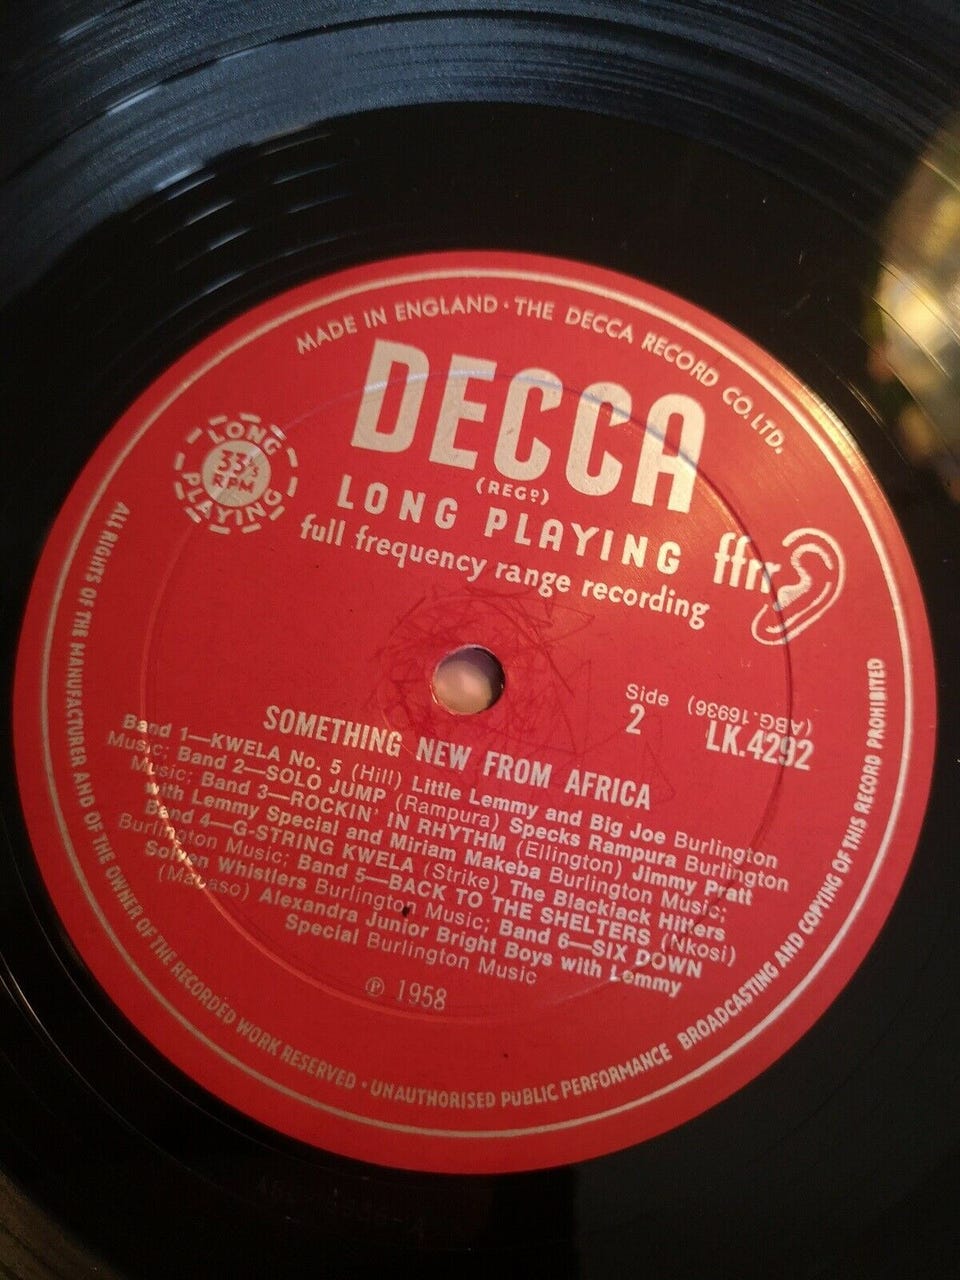 MADE IN ENGLAND · THE DECCA RECORD CO. LTD.
DECCA
(REGD)
LONG PLAYING
full frequency range recording
ffrr
LONG
33⅓
RPM
PLAYING
Side
2
(ABG.16936)
LK.4292
SOMETHING NEW FROM AFRICA
Band 1—KWELA No. 5 (Hill) Little Lemmy and Big Joe Burlington
Music; Band 2—SOLO JUMP (Rampura) Specks Rampura Burlington
Music; Band 3—ROCKIN' IN RHYTHM (Ellington) Jimmy Pratt
with Lemmy Special and Miriam Makeba Burlington Music;
Band 4—G-STRING KWELA (Strike) The Blackjack Hitters
Burlington Music; Band 5—BACK TO THE SHELTERS (Nkosi)
Solven Whistlers Burlington Music; Band 6—SIX DOWN
(Mabaso) Alexandra Junior Bright Boys with Lemmy
Special Burlington Music
℗ 1958
ALL RIGHTS OF THE MANUFACTURER AND OF THE OWNER OF THE RECORDED WORK RESERVED · UNAUTHORISED PUBLIC PERFORMANCE BROADCASTING AND COPYING OF THIS RECORD PROHIBITED